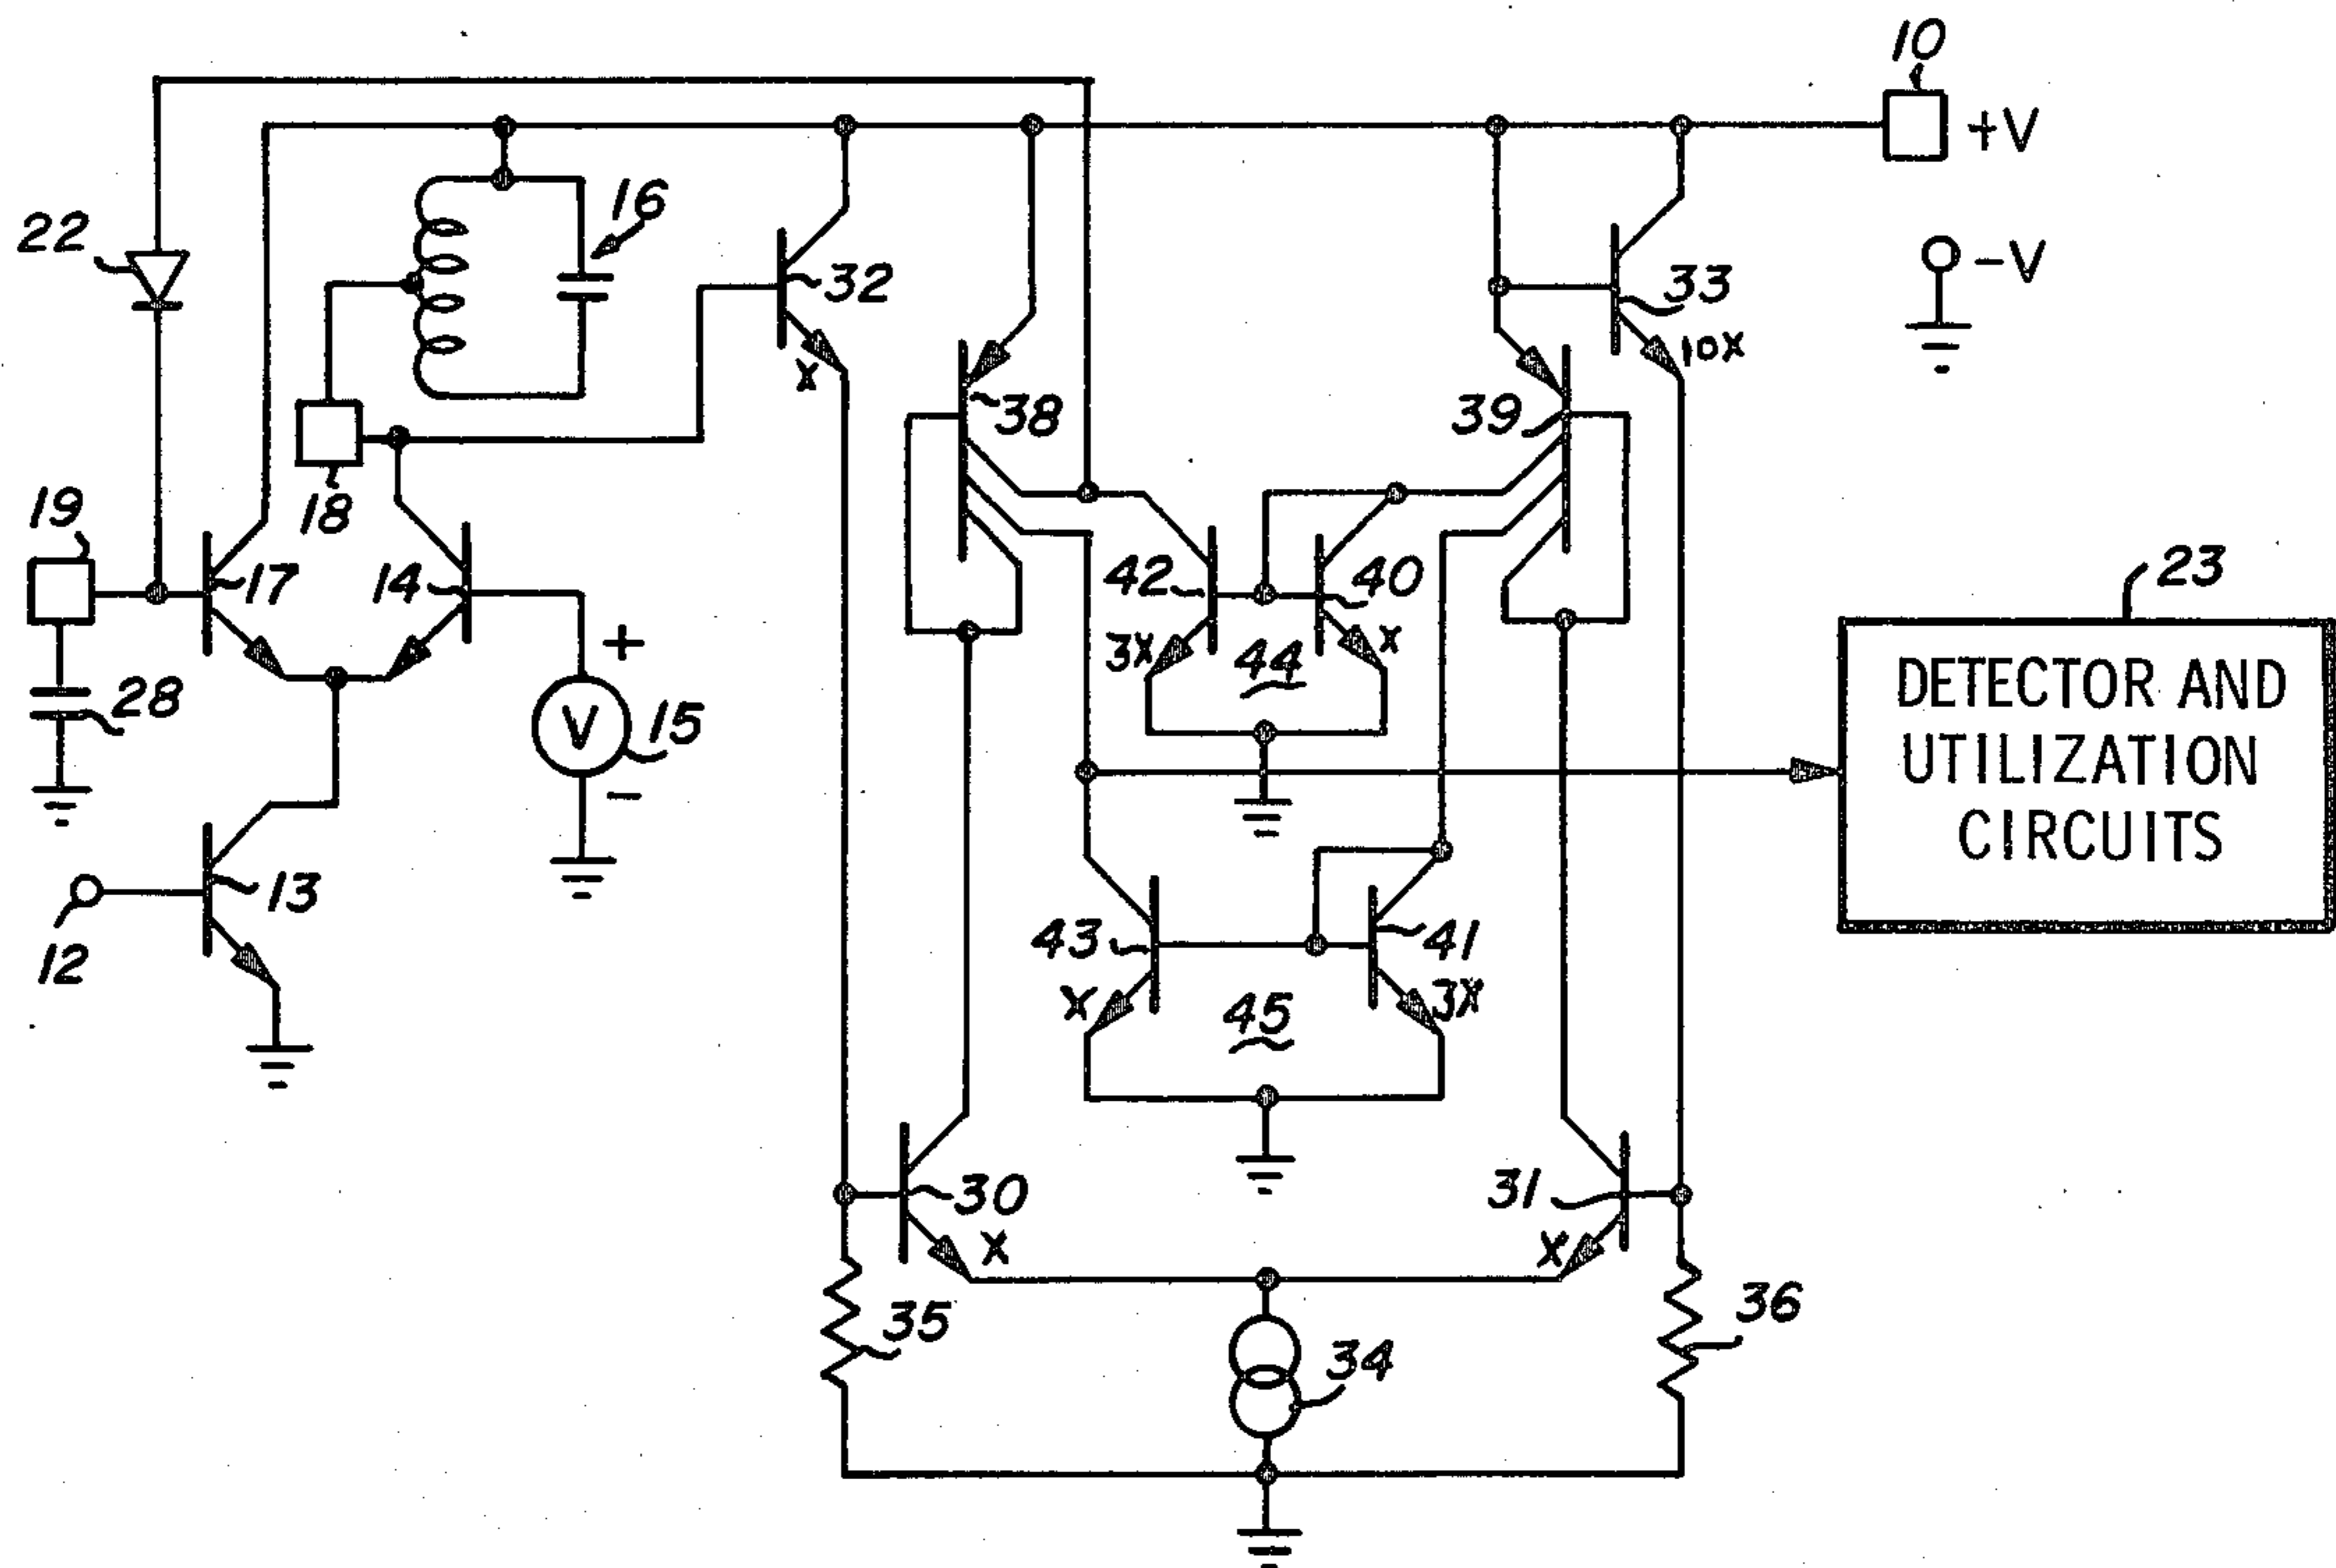 10
+V
-V
22
16
32
X
33
10X
38
39
19
18
17
14
42
3X
44
40
X
23
DETECTOR AND
UTILIZATION
CIRCUITS
28
+
V
15
-
12
13
43
X
45
41
3X
30
X
31
X
35
34
36